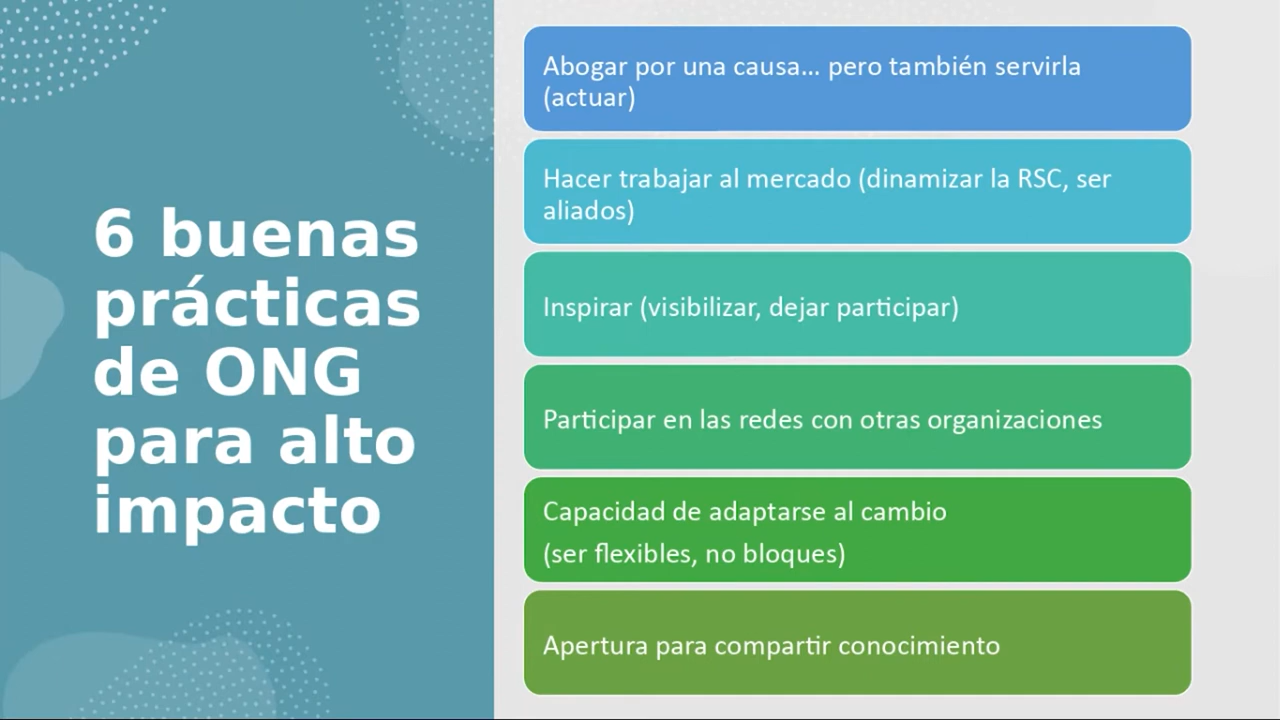 6 buenas
prácticas
de ONG
para alto
impacto
Abogar por una causa... pero también servirla
(actuar)
Hacer trabajar al mercado (dinamizar la RSC, ser
aliados)
Inspirar (visibilizar, dejar participar)
Participar en las redes con otras organizaciones
Capacidad de adaptarse al cambio
(ser flexibles, no bloques)
Apertura para compartir conocimiento